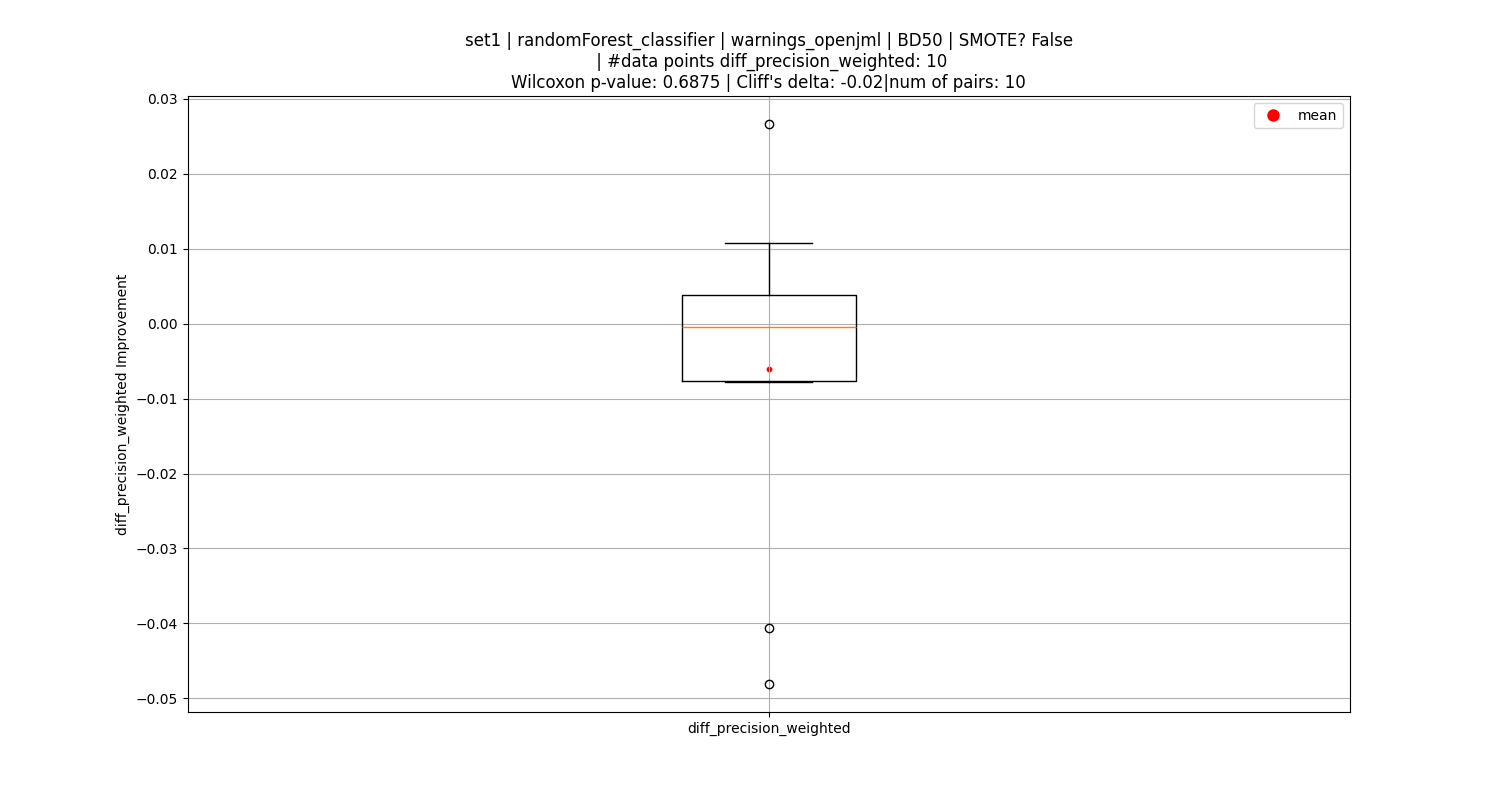 set1 | randomForest_classifier | warnings_openjml | BD50 | SMOTE? False
| #data points diff_precision_weighted: 10
Wilcoxon p-value: 0.6875 | Cliff's delta: -0.02|num of pairs: 10
mean
0.03
0.02
0.01
0.00
−0.01
−0.02
−0.03
−0.04
−0.05
diff_precision_weighted Improvement
diff_precision_weighted